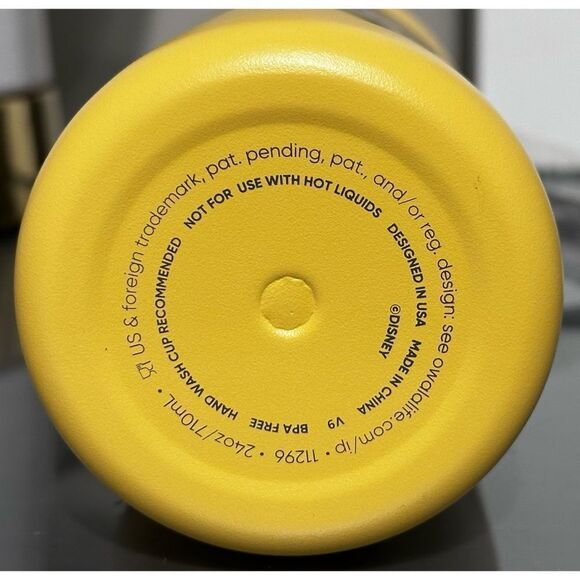 US & foreign trademark, pat. pending, pat., and/or reg. design: see owalalife.com/ip • 11296 • 24oz/710mL •
HAND WASH CUP RECOMMENDED NOT FOR USE WITH HOT LIQUIDS DESIGNED IN USA MADE IN CHINA V9 BPA FREE
©DISNEY